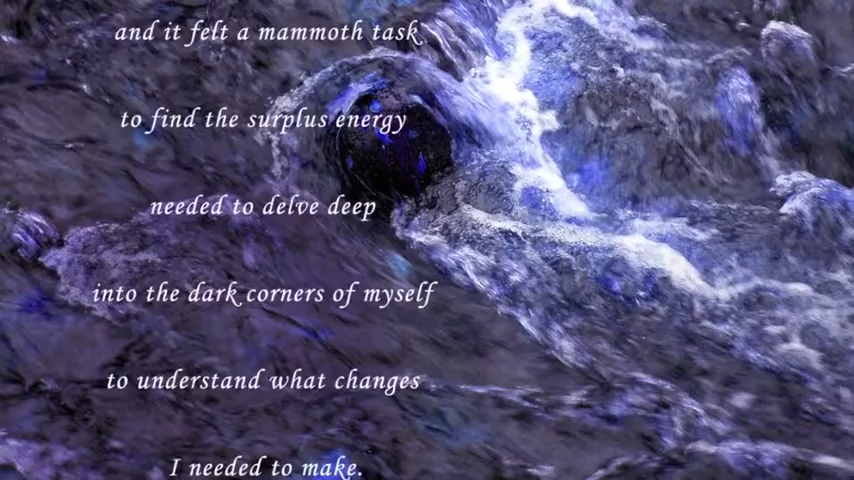 and it felt a mammoth task
to find the surplus energy
needed to delve deep
into the dark corners of myself
to understand what changes
I needed to make.